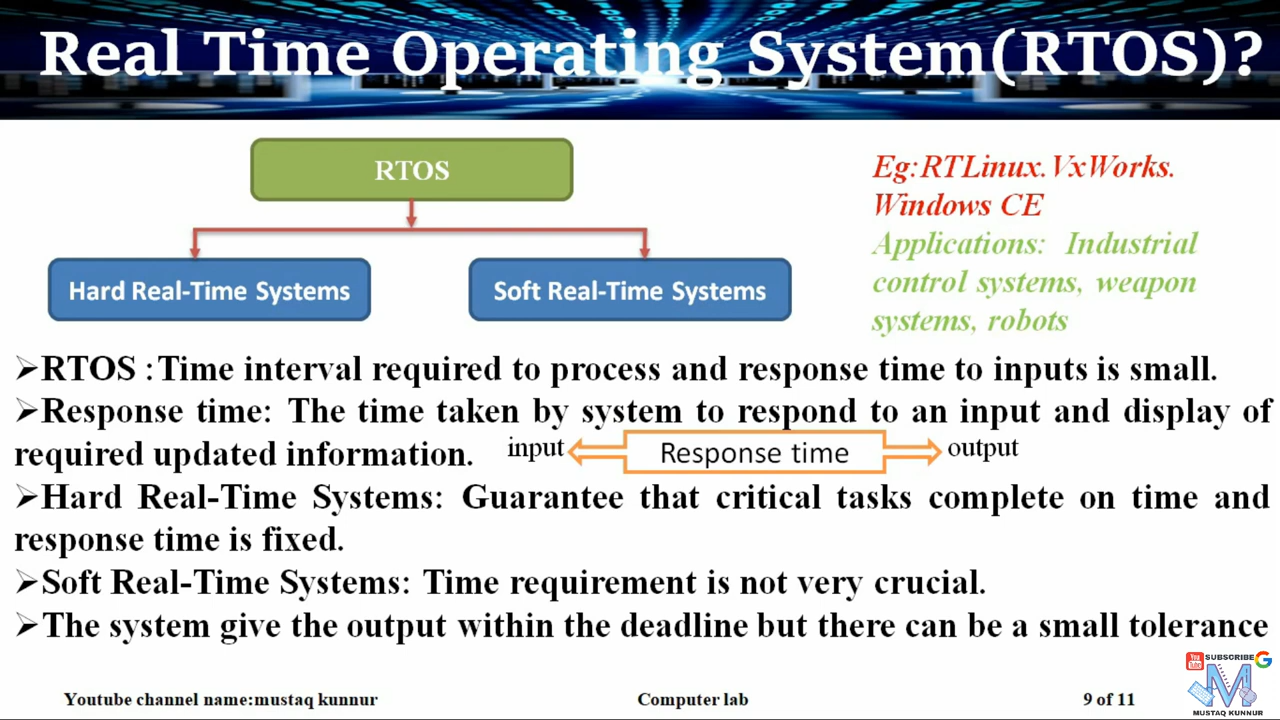 Real Time Operating System(RTOS)?
RTOS
Hard Real-Time Systems
Soft Real-Time Systems
Eg:RTLinux.VxWorks.
Windows CE
Applications: Industrial
control systems, weapon
systems, robots
➢RTOS :Time interval required to process and response time to inputs is small.
➢Response time: The time taken by system to respond to an input and display of
required updated information.
input Response time output
➢Hard Real-Time Systems: Guarantee that critical tasks complete on time and
response time is fixed.
➢Soft Real-Time Systems: Time requirement is not very crucial.
➢The system give the output within the deadline but there can be a small tolerance
You Tube SUBSCRIBE G
M
MUSTAQ KUNNUR
Youtube channel name:mustaq kunnur
Computer lab
9 of 11